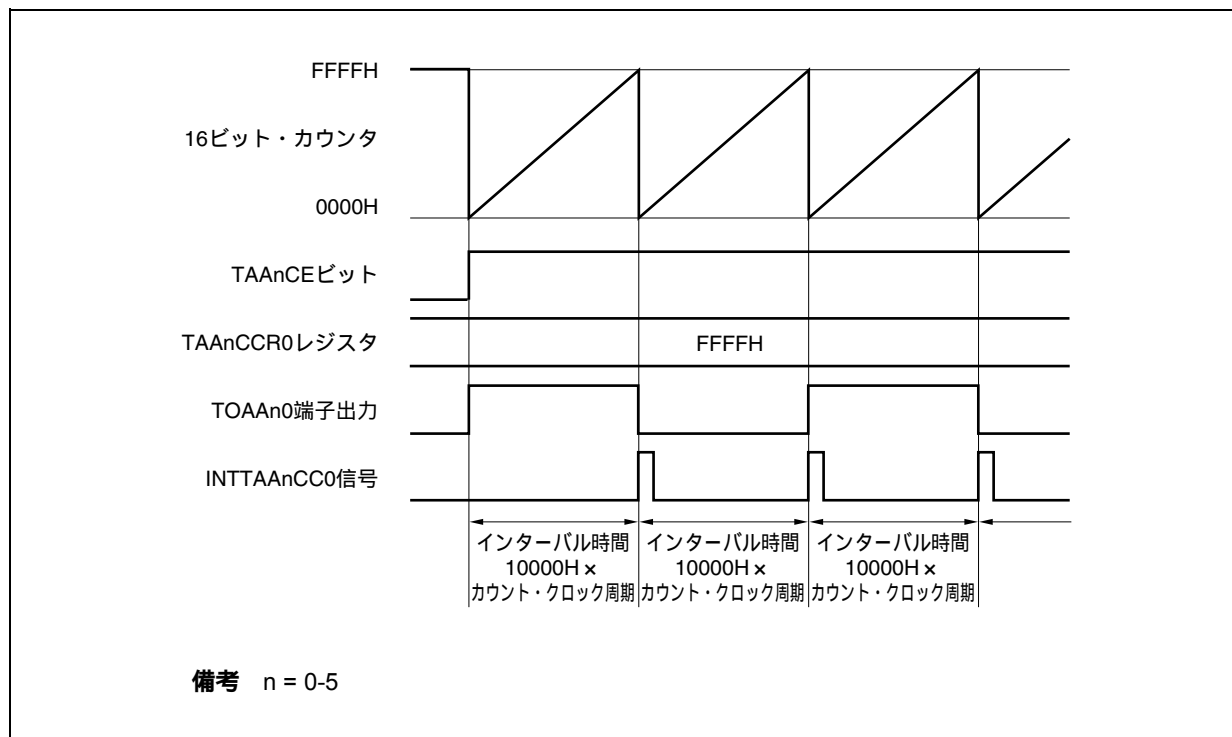 FFFFH
16ビット・カウンタ
0000H
TAAnCEビット
TAAnCCR0レジスタ
FFFFH
TOAAn0端子出力
INTTAAnCC0信号
インターバル時間 インターバル時間 インターバル時間
10000H × 10000H × 10000H ×
カウント・クロック周期 カウント・クロック周期 カウント・クロック周期
備考 n = 0-5